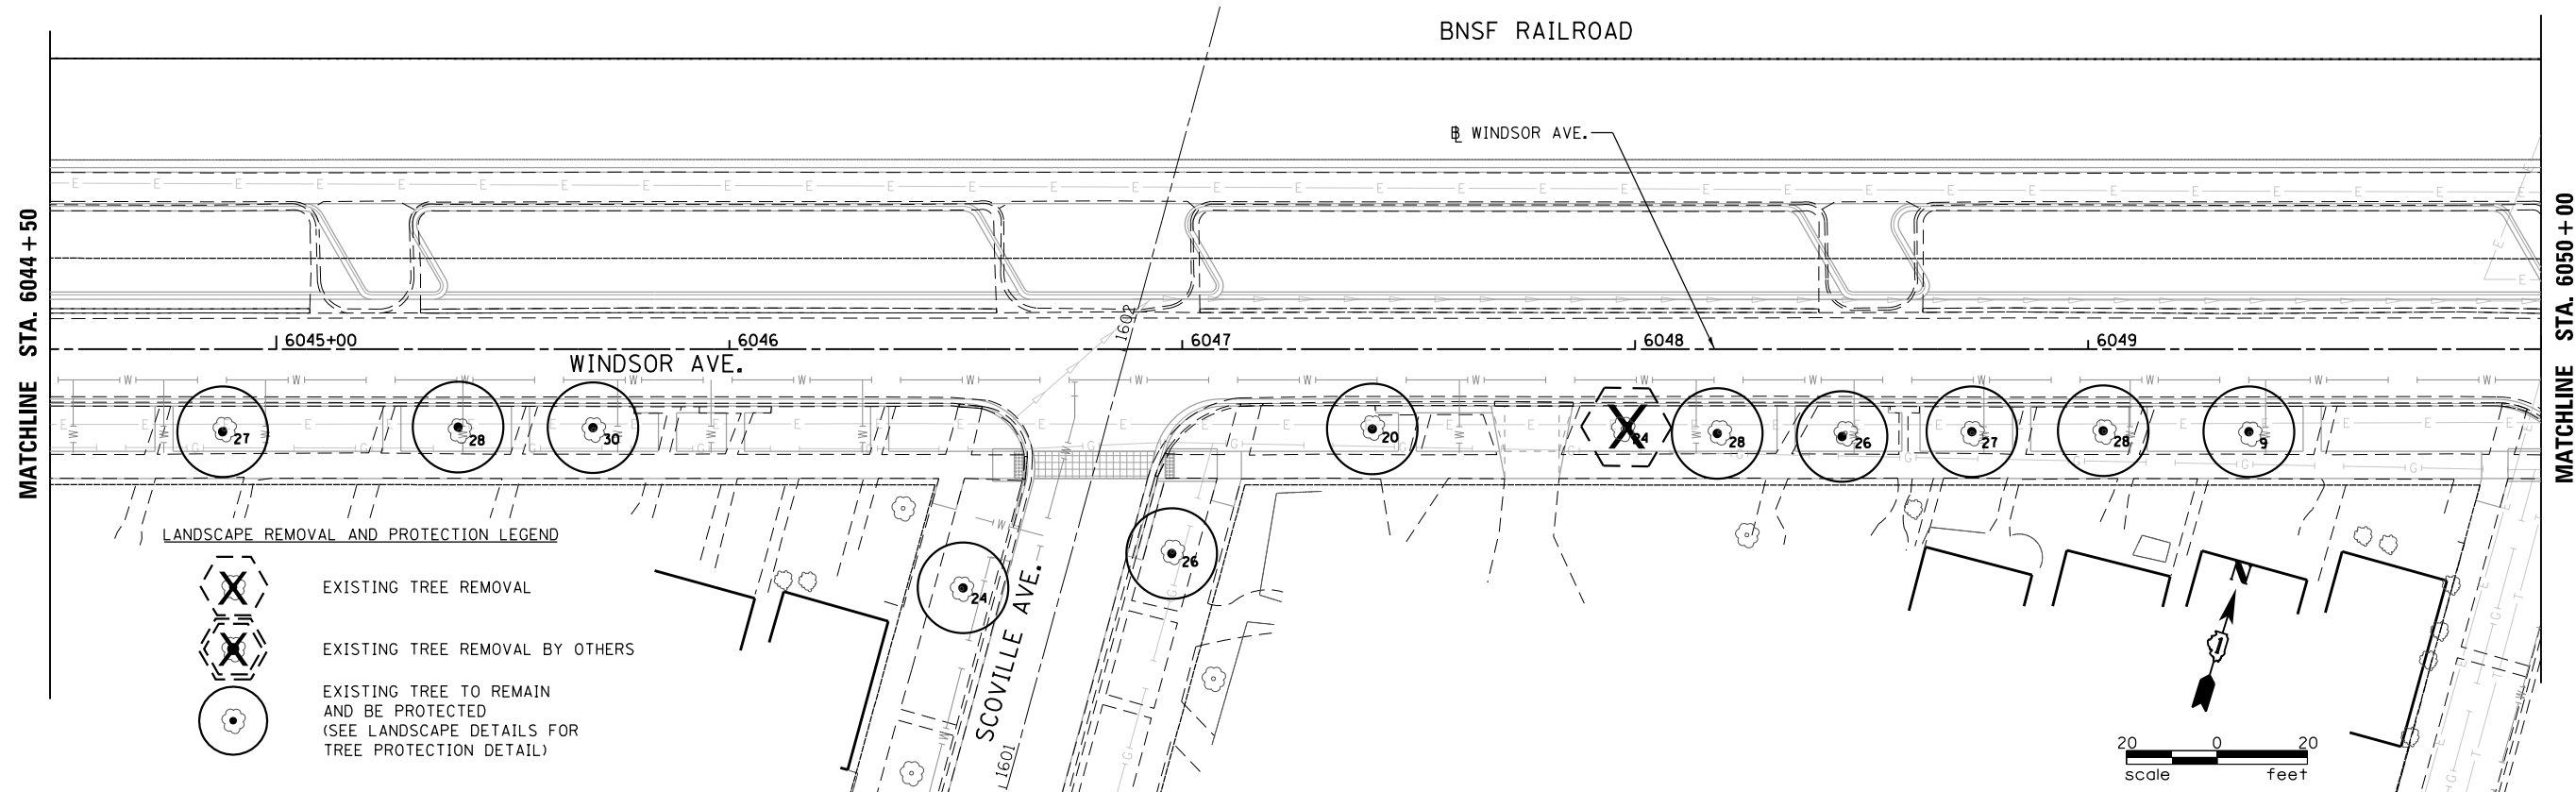 BNSF RAILROAD
BL WINDSOR AVE.
MATCHLINE STA. 6044+50
MATCHLINE STA. 6050+00
6045+00
6046
6047
6048
6049
WINDSOR AVE.
1602
27
28
30
20
24
28
26
27
28
9
24
26
SCOVILLE AVE.
1601
LANDSCAPE REMOVAL AND PROTECTION LEGEND
EXISTING TREE REMOVAL
EXISTING TREE REMOVAL BY OTHERS
EXISTING TREE TO REMAIN
AND BE PROTECTED
(SEE LANDSCAPE DETAILS FOR
TREE PROTECTION DETAIL)
N
1
20 0 20
scale feet